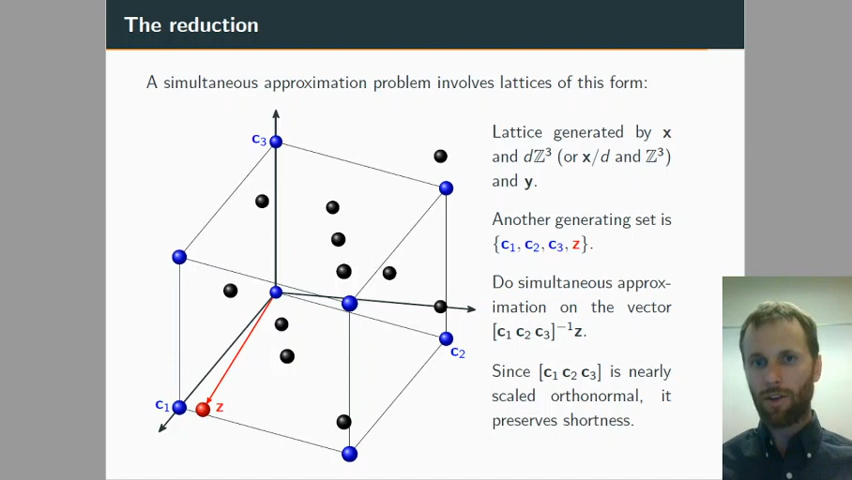 The reduction
A simultaneous approximation problem involves lattices of this form:
c₃
c₂
c₁
z
Lattice generated by x
and dℤ³ (or x/d and ℤ³)
and y.
Another generating set is
{c₁, c₂, c₃, z}.
Do simultaneous approx-
imation on the vector
[c₁ c₂ c₃]⁻¹z.
Since [c₁ c₂ c₃] is nearly
scaled orthonormal, it
preserves shortness.